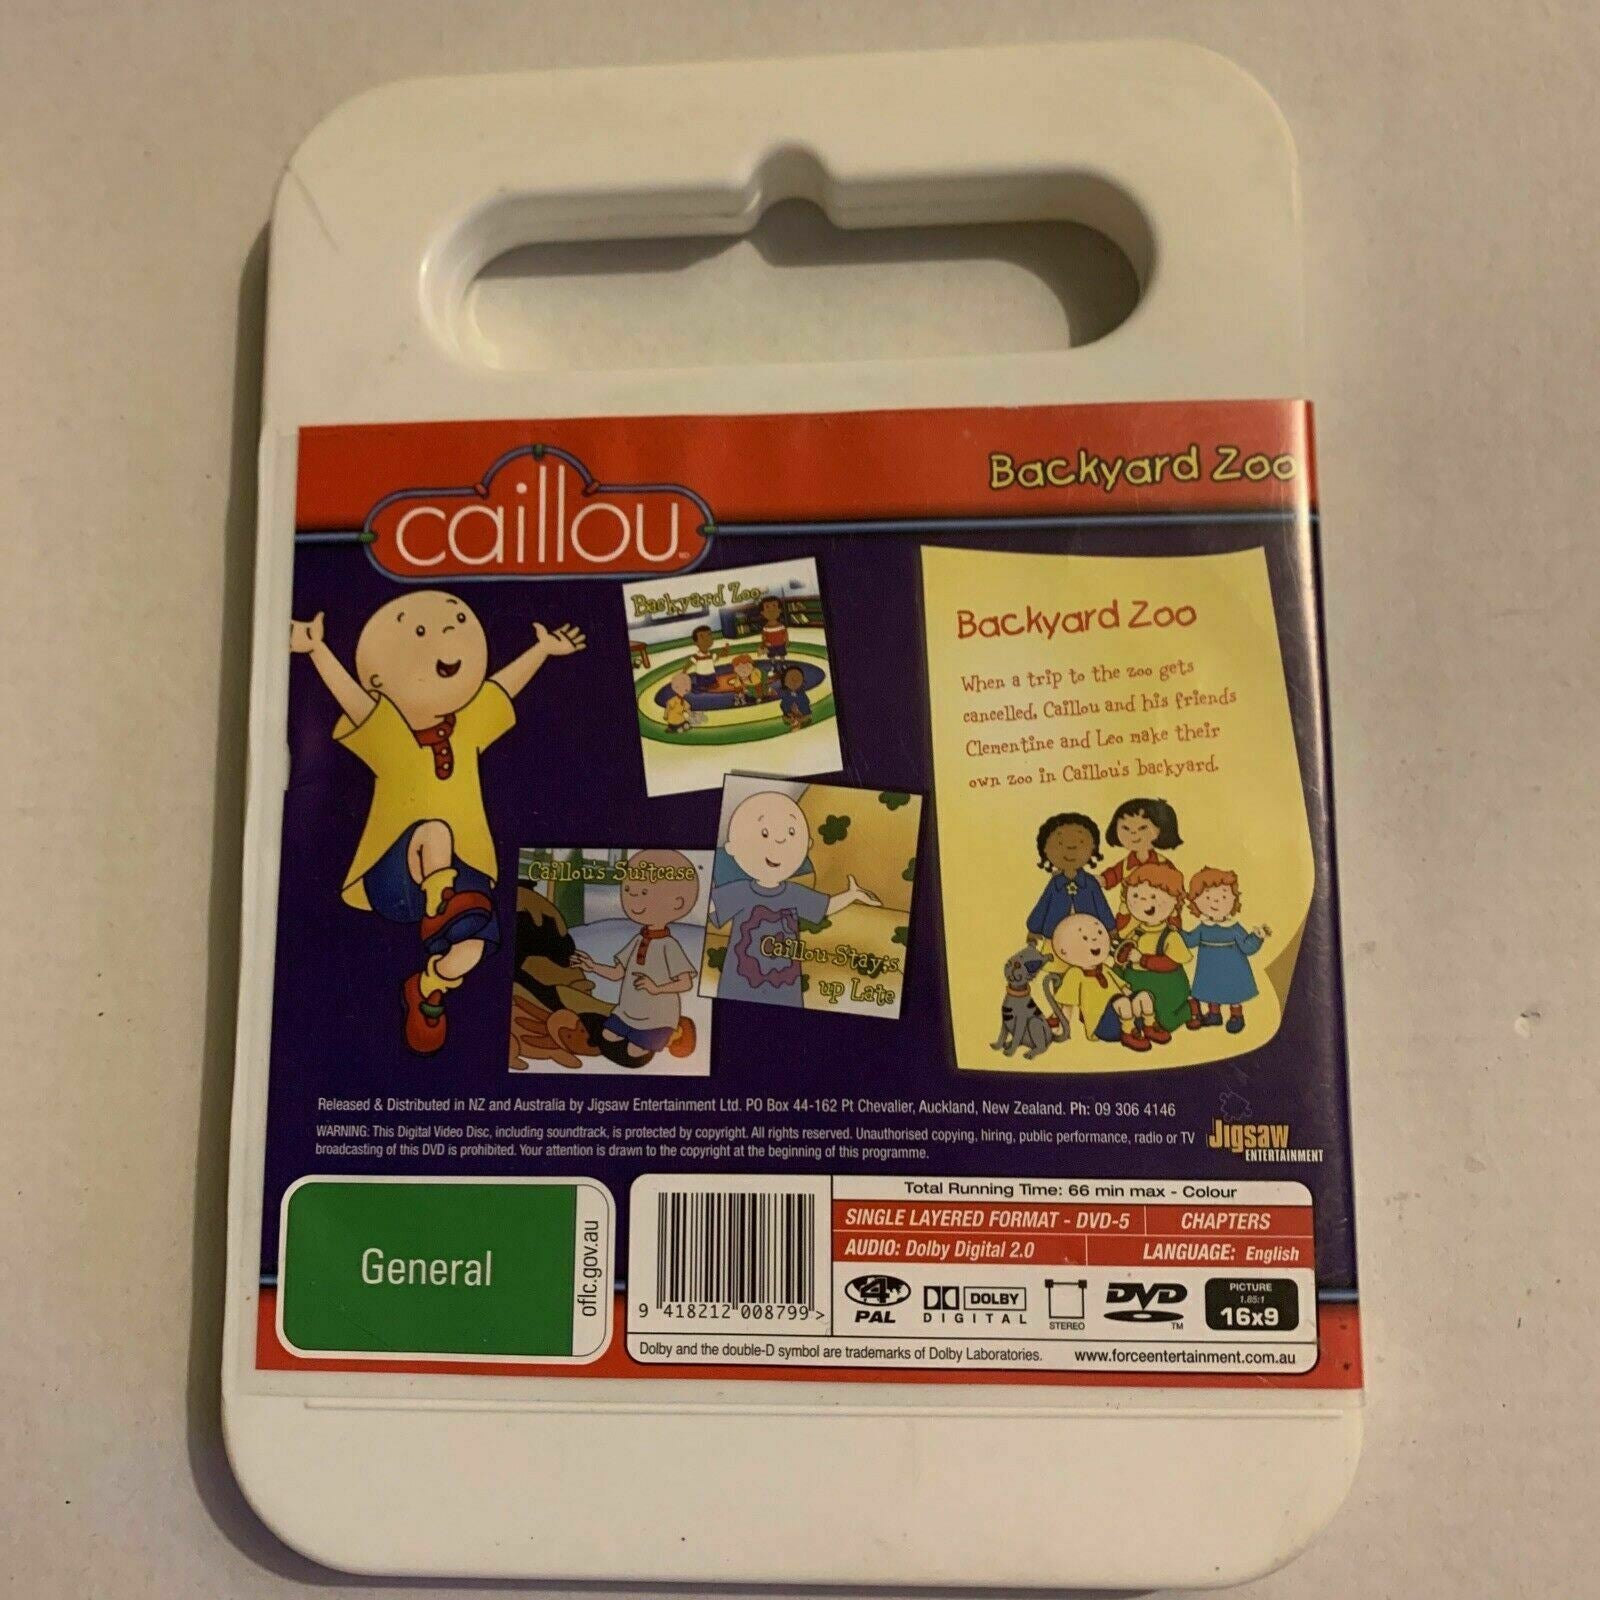 caillou
Backyard Zoo
Backyard Zoo
Backyard Zoo
When a trip to the zoo gets
cancelled, Caillou and his friends
Clementine and Leo make their
own zoo in Caillou's backyard.
Caillou's Suitcase
Caillou Stay's
up Late
Released & Distributed in NZ and Australia by Jigsaw Entertainment Ltd. PO Box 44-162 Pt Chevalier, Auckland, New Zealand. Ph: 09 306 4146
WARNING: This Digital Video Disc, including soundtrack, is protected by copyright. All rights reserved. Unauthorised copying, hiring, public performance, radio or TV
broadcasting of this DVD is prohibited. Your attention is drawn to the copyright at the beginning of this programme.
Jigsaw
ENTERTAINMENT
General
oflc.gov.au
9 418212 008799 >
Total Running Time: 66 min max - Colour
SINGLE LAYERED FORMAT - DVD-5
CHAPTERS
AUDIO: Dolby Digital 2.0
LANGUAGE: English
4
PAL
DOLBY
DIGITAL
STEREO
DVD
TM
PICTURE
1.85:1
16x9
Dolby and the double-D symbol are trademarks of Dolby Laboratories.
www.forceentertainment.com.au